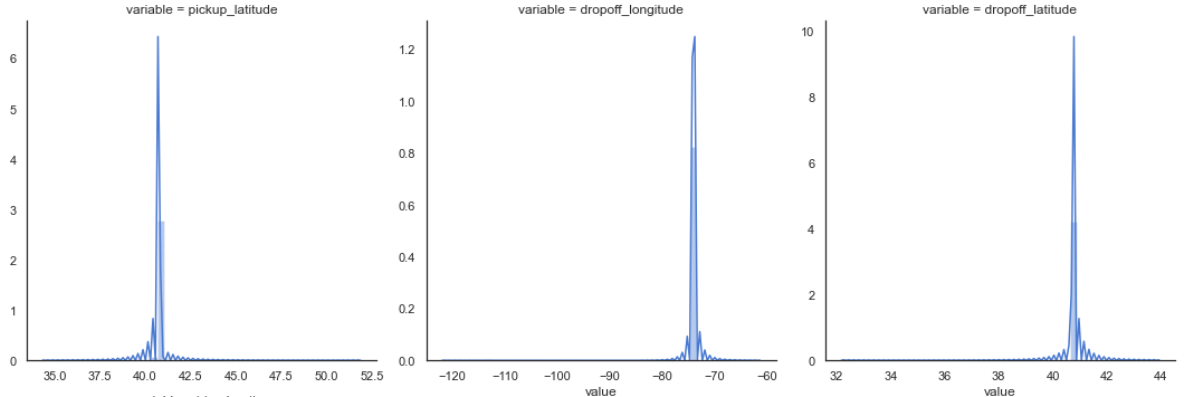 variable = pickup_latitude
variable = dropoff_longitude
variable = dropoff_latitude
6
5
4
3
2
1
0
35.0 37.5 40.0 42.5 45.0 47.5 50.0 52.5
1.2
1.0
0.8
0.6
0.4
0.2
0.0
−120 −110 −100 −90 −80 −70 −60
value
10
8
6
4
2
0
32 34 36 38 40 42 44
value